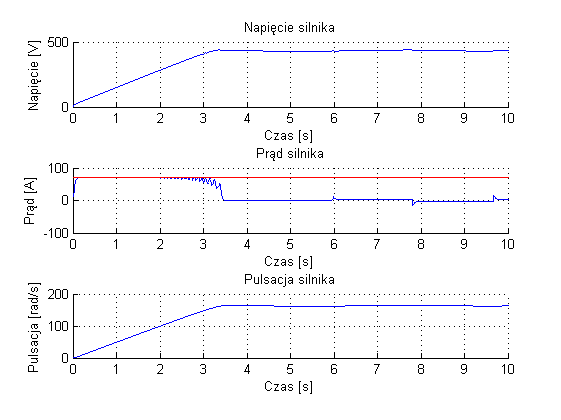 Napięcie silnika
Napięcie [V]
500
0
0 1 2 3 4 5 6 7 8 9 10
Czas [s]
Prąd silnika
Prąd [A]
100
0
-100
0 1 2 3 4 5 6 7 8 9 10
Czas [s]
Pulsacja silnika
Pulsacja [rad/s]
200
100
0
0 1 2 3 4 5 6 7 8 9 10
Czas [s]